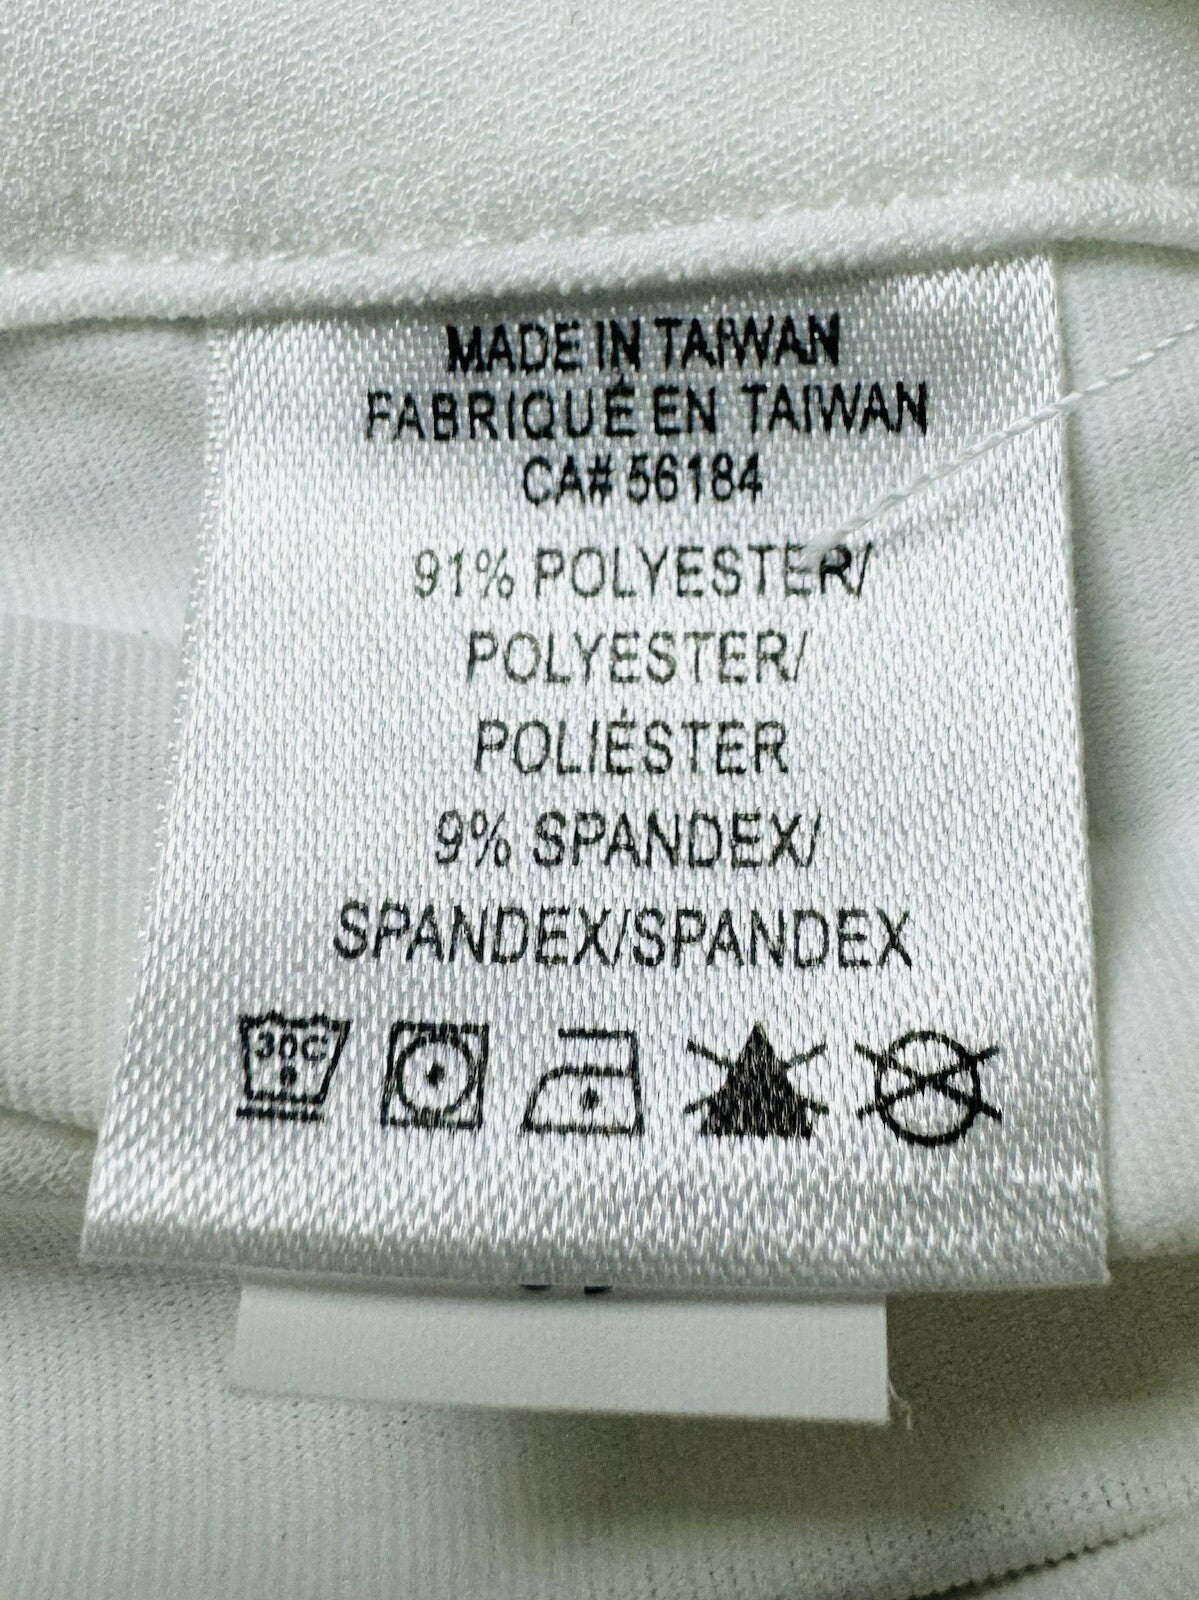 MADE IN TAIWAN
FABRIQUÉ EN TAIWAN
CA# 56184
91% POLYESTER/
POLYESTER/
POLIÉSTER
9% SPANDEX/
SPANDEX/SPANDEX
30C